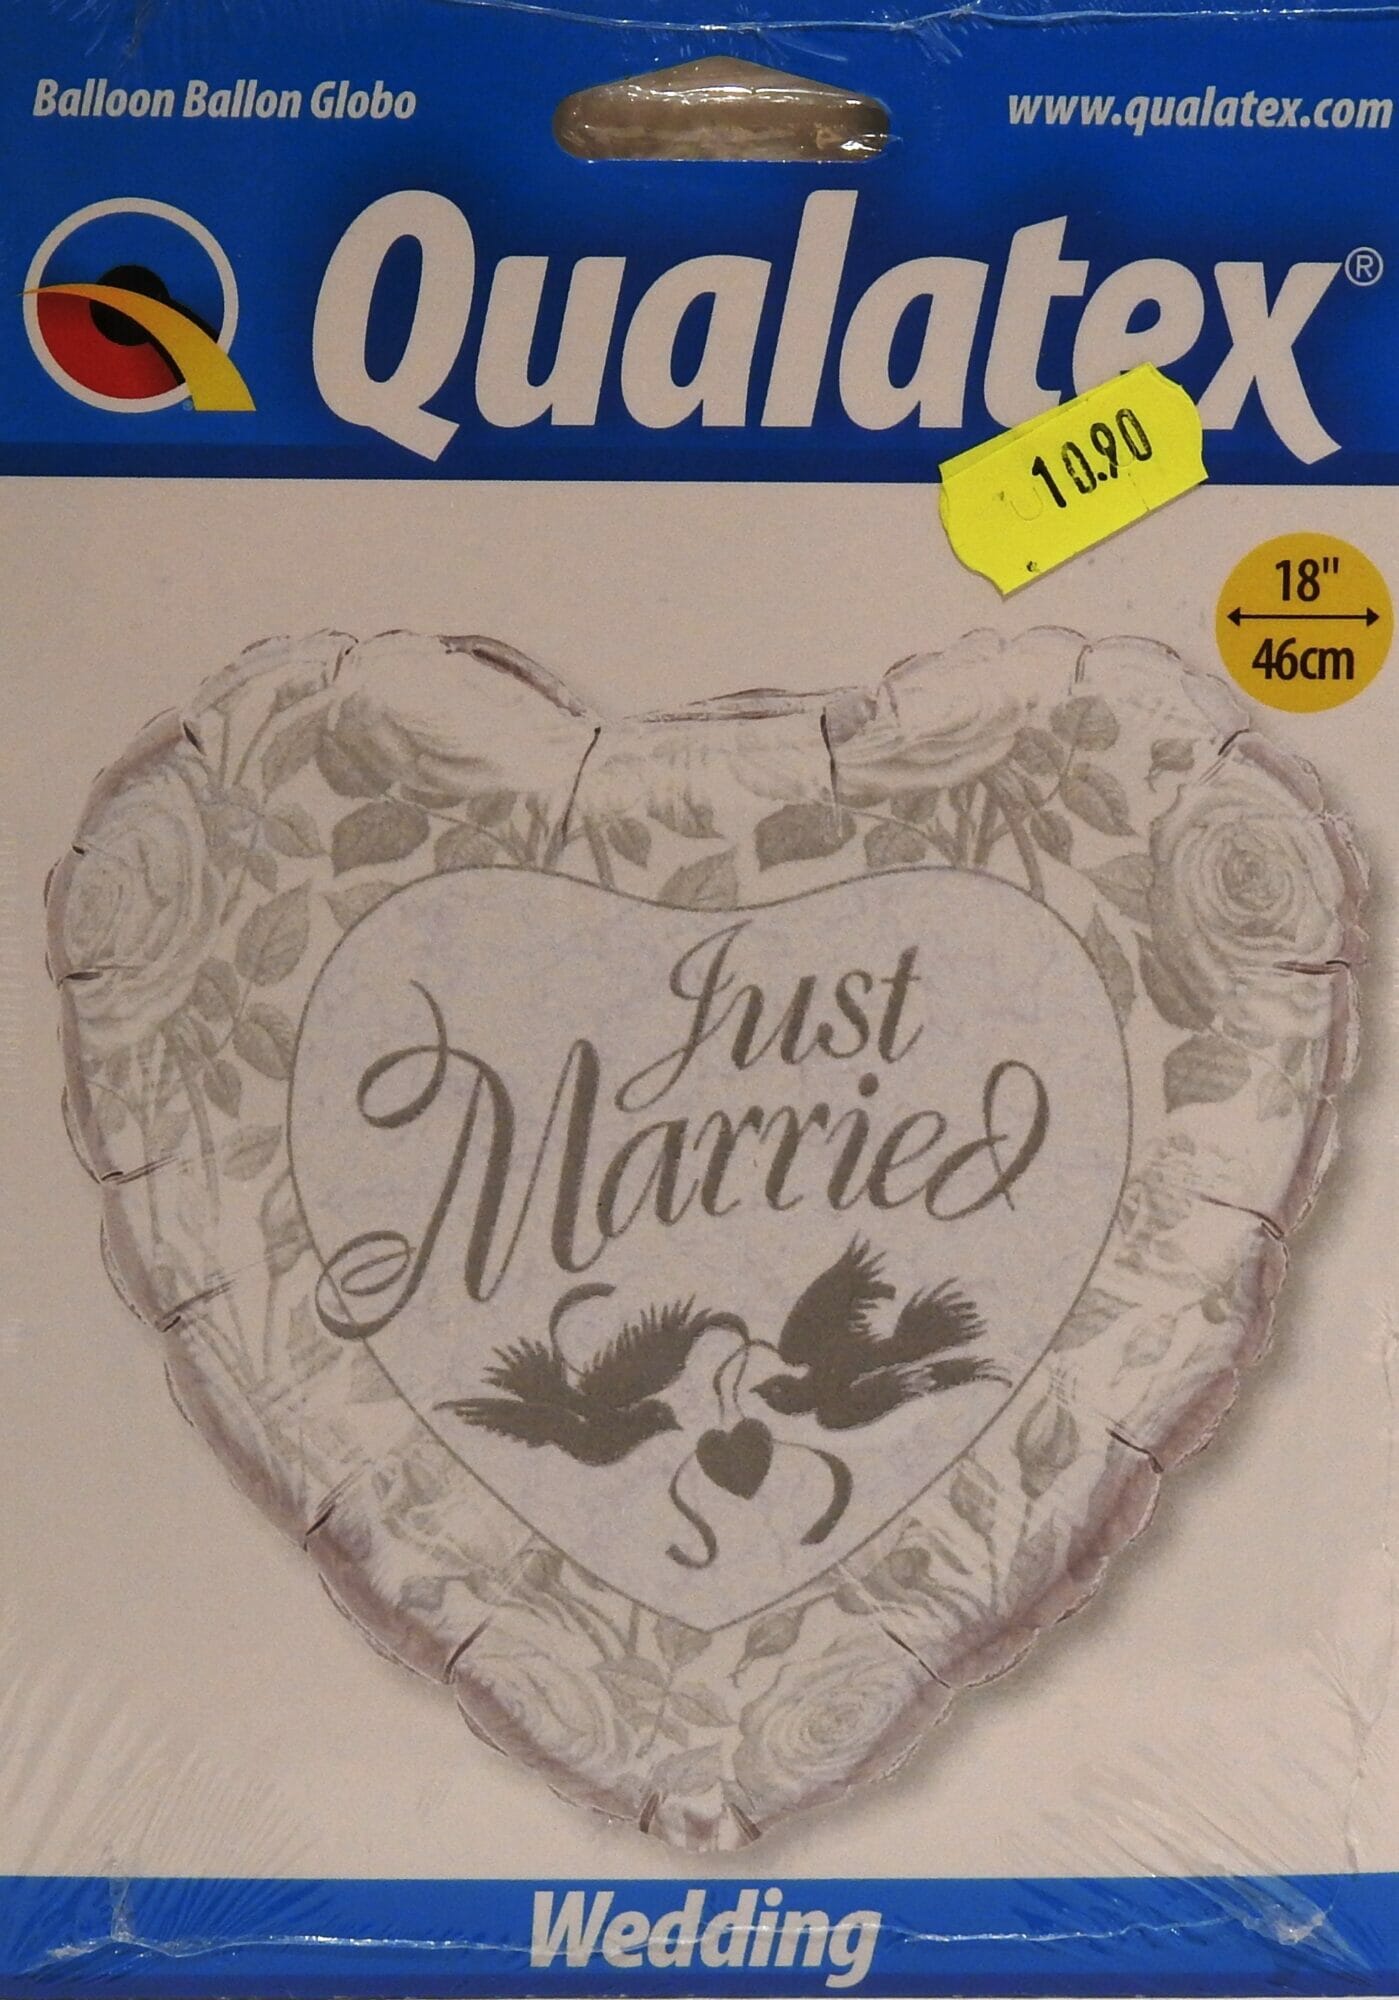 Balloon Ballon Globo
www.qualatex.com
Qualatex®
10.90
18"
46cm
Just
Married
Wedding